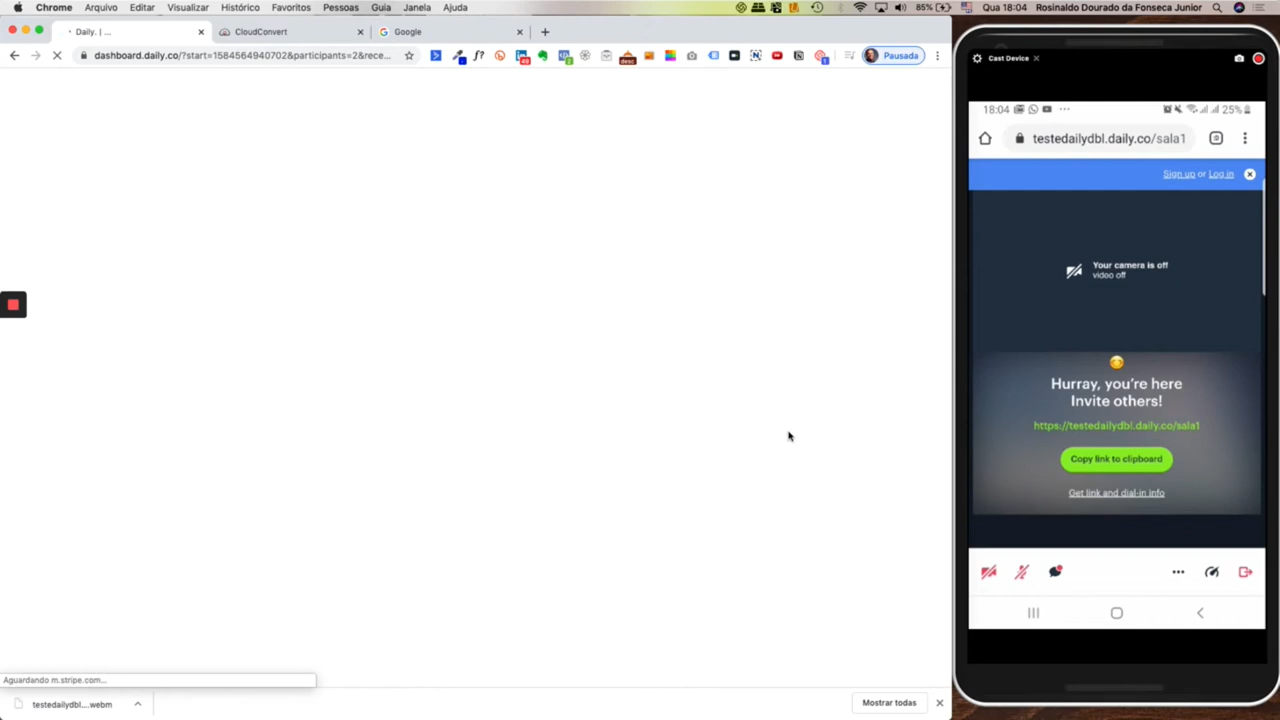 Chrome Arquivo Editar Visualizar Histórico Favoritos Pessoas Guia Janela Ajuda 85% Qua 18:04 Rosinaldo Dourado da Fonseca Junior
Daily. | ... CloudConvert Google
dashboard.daily.co/?start=1584564940702&participants=2&rece... Pausada
Cast Device
18:04 25%
testedailydbl.daily.co/sala1
Sign up or Log in
Your camera is off
video off
Hurray, you're here
Invite others!
https://testedailydbl.daily.co/sala1
Copy link to clipboard
Get link and dial-in info
Aguardando m.stripe.com...
testedailydbl....webm
Mostrar todas